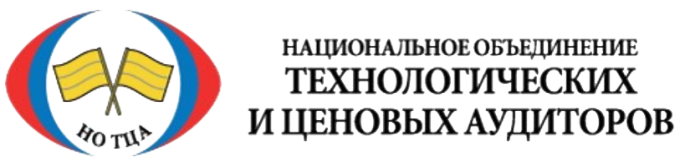 НО ТЦА
НАЦИОНАЛЬНОЕ ОБЪЕДИНЕНИЕ
ТЕХНОЛОГИЧЕСКИХ
И ЦЕНОВЫХ АУДИТОРОВ